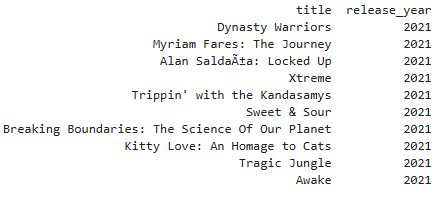 title release_year
Dynasty Warriors 2021
Myriam Fares: The Journey 2021
Alan SaldaÃ±a: Locked Up 2021
Xtreme 2021
Trippin' with the Kandasamys 2021
Sweet & Sour 2021
Breaking Boundaries: The Science Of Our Planet 2021
Kitty Love: An Homage to Cats 2021
Tragic Jungle 2021
Awake 2021